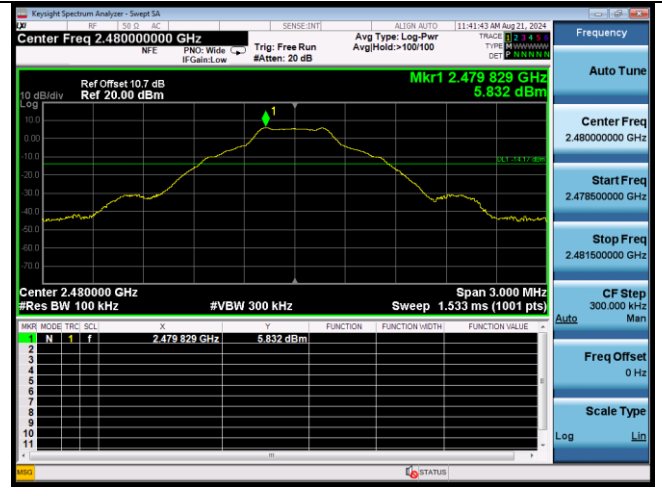 Keysight Spectrum Analyzer - Swept SA
RF 50 Ω AC SENSE:INT ALIGN AUTO 11:41:43 AM Aug 21, 2024
Center Freq 2.480000000 GHz
NFE
PNO: Wide
IFGain:Low
Trig: Free Run
#Atten: 20 dB
Avg Type: Log-Pwr
Avg|Hold:>100/100
TRACE 1 2 3 4 5 6
TYPE M W W W W W
DET P N N N N N
Mkr1 2.479 829 GHz
5.832 dBm
Ref Offset 10.7 dB
10 dB/div Ref 20.00 dBm
Log
1
10.0
0.00
-10.0
DL1 -14.17 dBm
-20.0
-30.0
-40.0
-50.0
-60.0
-70.0
Center 2.480000 GHz Span 3.000 MHz
#Res BW 100 kHz #VBW 300 kHz Sweep 1.533 ms (1001 pts)
MKR MODE TRC SCL X Y FUNCTION FUNCTION WIDTH FUNCTION VALUE
1 N 1 f 2.479 829 GHz 5.832 dBm
2
3
4
5
6
7
8
9
10
11
MSG STATUS
Frequency
Auto Tune
Center Freq
2.480000000 GHz
Start Freq
2.478500000 GHz
Stop Freq
2.481500000 GHz
CF Step
300.000 kHz
Auto Man
Freq Offset
0 Hz
Scale Type
Log Lin